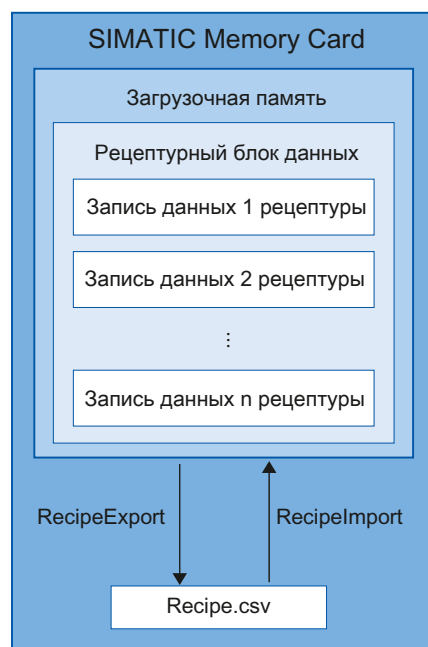 SIMATIC Memory Card
Загрузочная память
Рецептурный блок данных
Запись данных 1 рецептуры
Запись данных 2 рецептуры
...
Запись данных n рецептуры
RecipeExport
RecipeImport
Recipe.csv